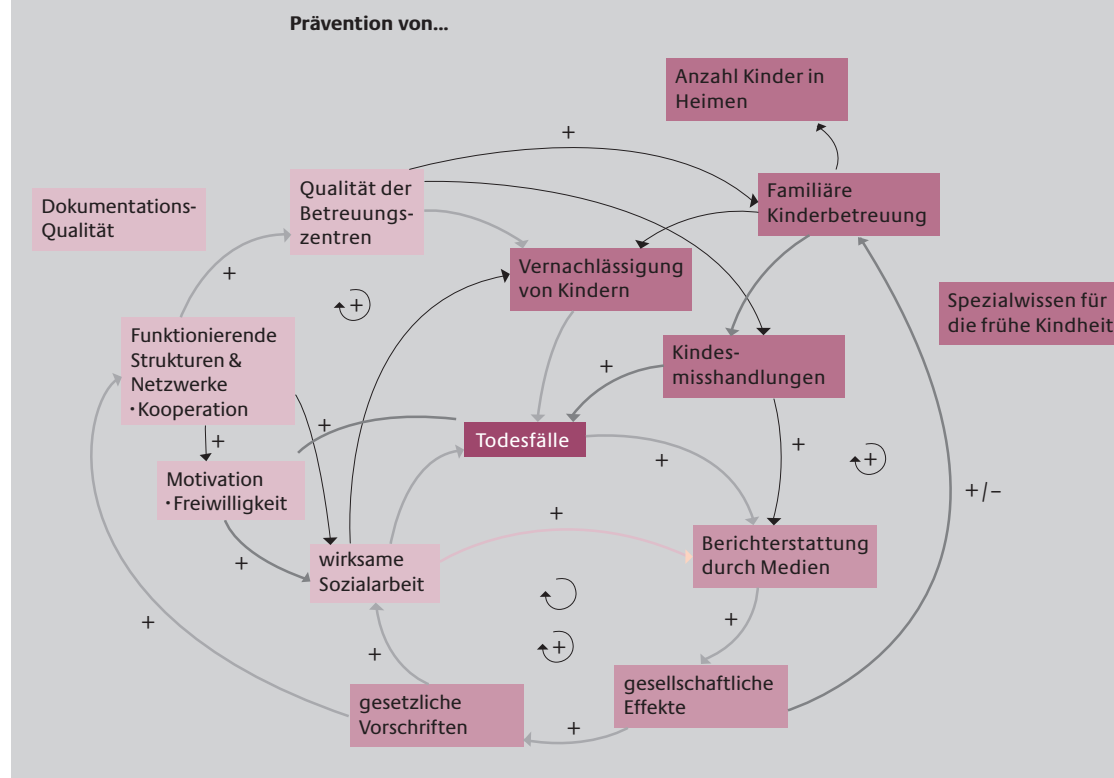 Prävention von...
Anzahl Kinder in
Heimen
+
Qualität der
Betreuungs-
zentren
Familiäre
Kinderbetreuung
Dokumentations-
Qualität
+
Vernachlässigung
von Kindern
+
Spezialwissen für
die frühe Kindheit
Funktionierende
Strukturen &
Netzwerke
· Kooperation
Kindes-
misshandlungen
+
+
+
Todesfälle
+
+
+
Motivation
· Freiwilligkeit
+/–
+
+
wirksame
Sozialarbeit
Berichterstattung
durch Medien
+
+
+
+
gesetzliche
Vorschriften
gesellschaftliche
Effekte
+